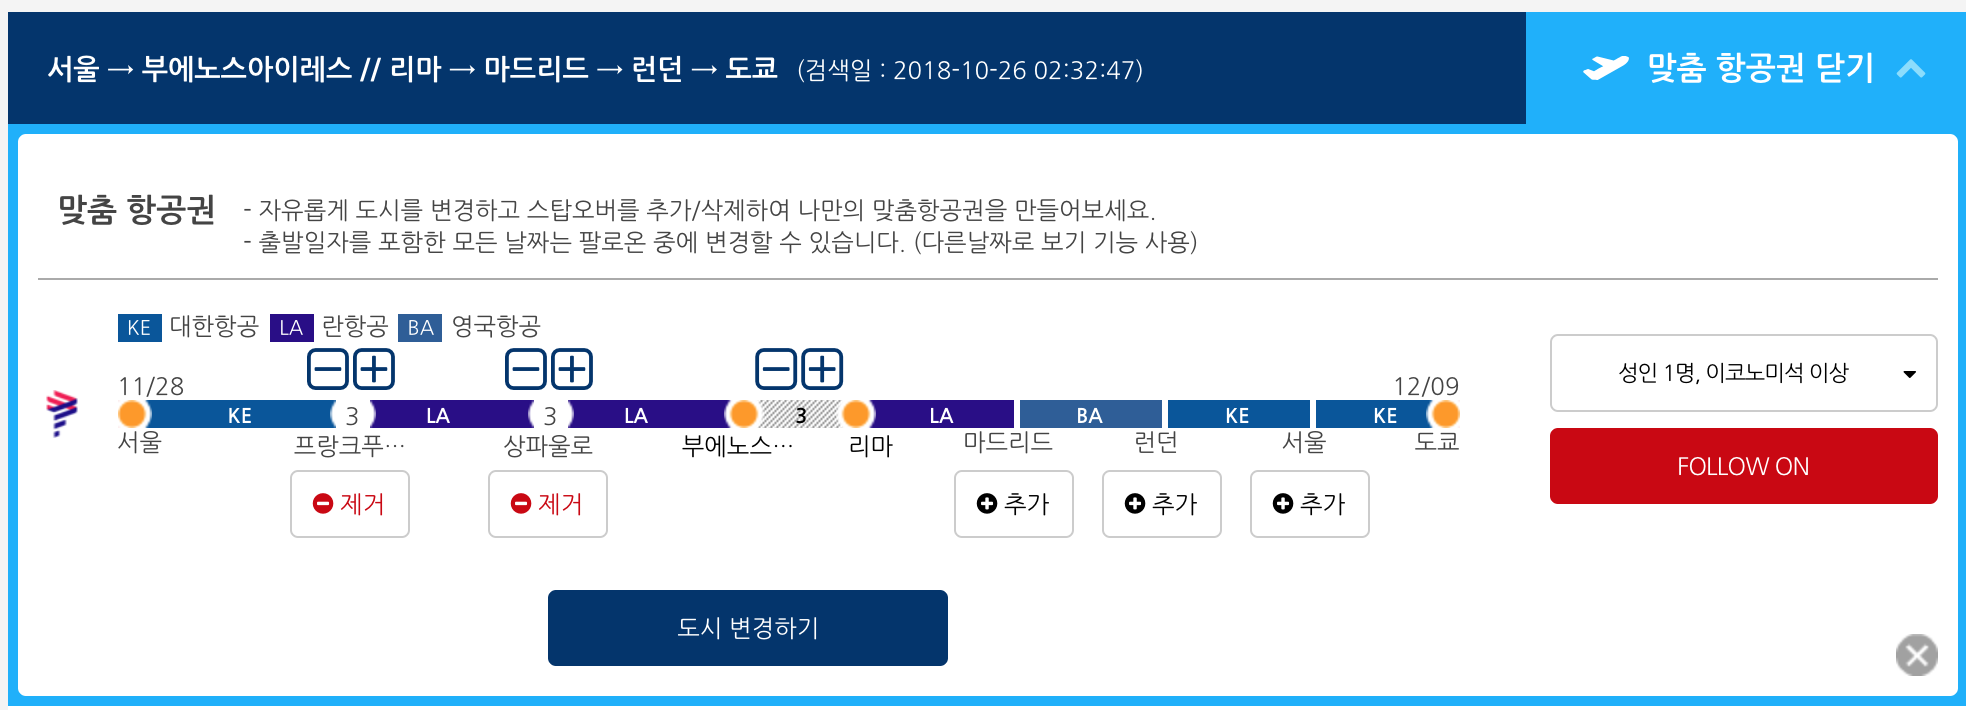 서울 → 부에노스아이레스 // 리마 → 마드리드 → 런던 → 도쿄 (검색일 : 2018-10-26 02:32:47)
맞춤 항공권 닫기
맞춤 항공권
- 자유롭게 도시를 변경하고 스탑오버를 추가/삭제하여 나만의 맞춤항공권을 만들어보세요.
- 출발일자를 포함한 모든 날짜는 팔로온 중에 변경할 수 있습니다. (다른날짜로 보기 기능 사용)
KE 대한항공 LA 란항공 BA 영국항공
11/28 12/09
KE 3 LA 3 LA 3 LA BA KE KE
서울 프랑크푸… 상파울로 부에노스… 리마 마드리드 런던 서울 도쿄
제거 제거 추가 추가 추가
성인 1명, 이코노미석 이상
FOLLOW ON
도시 변경하기